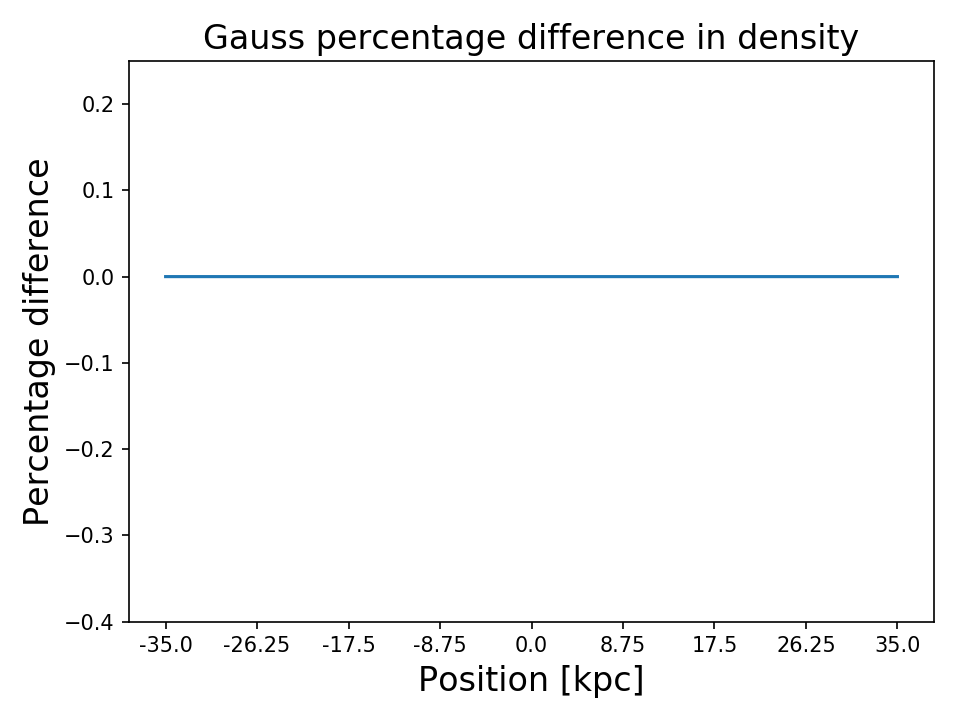 Gauss percentage difference in density
Percentage difference
0.2
0.1
0.0
−0.1
−0.2
−0.3
−0.4
-35.0 -26.25 -17.5 -8.75 0.0 8.75 17.5 26.25 35.0
Position [kpc]